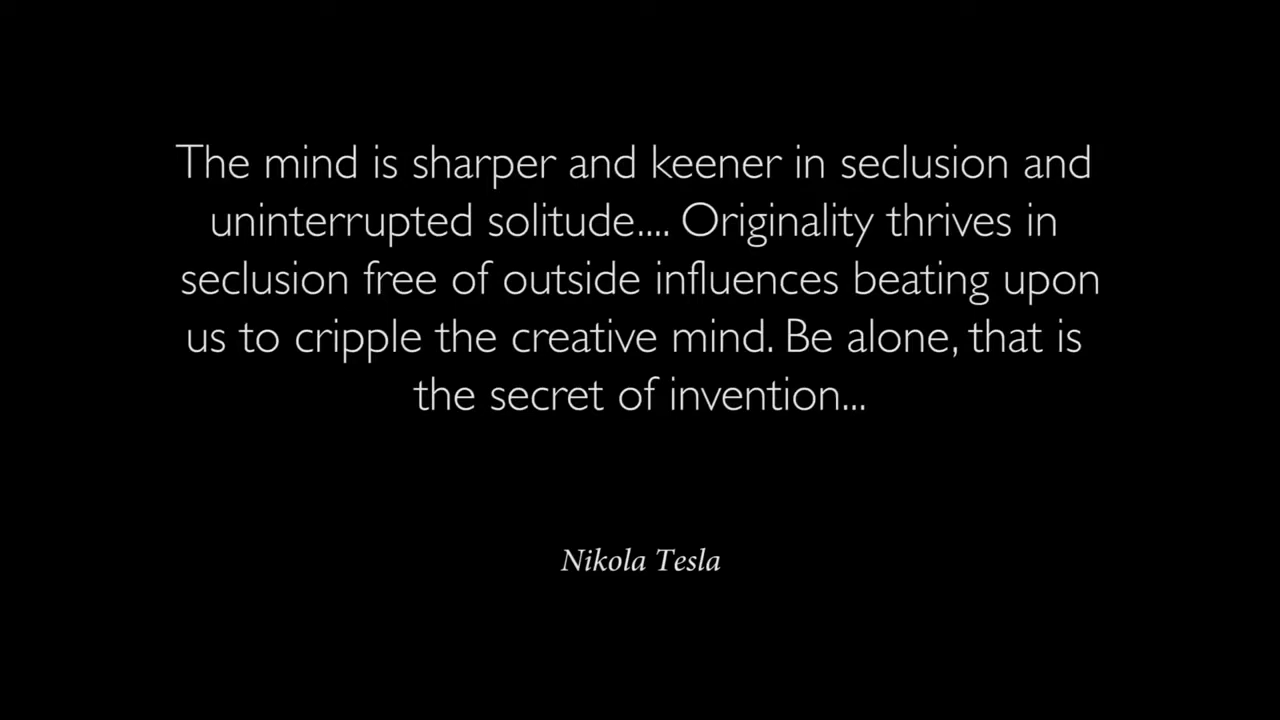 The mind is sharper and keener in seclusion and
uninterrupted solitude.... Originality thrives in
seclusion free of outside influences beating upon
us to cripple the creative mind. Be alone, that is
the secret of invention...
Nikola Tesla